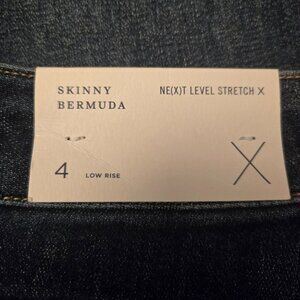 SKINNY
BERMUDA
NE(X)T LEVEL STRETCH X
4 LOW RISE
X